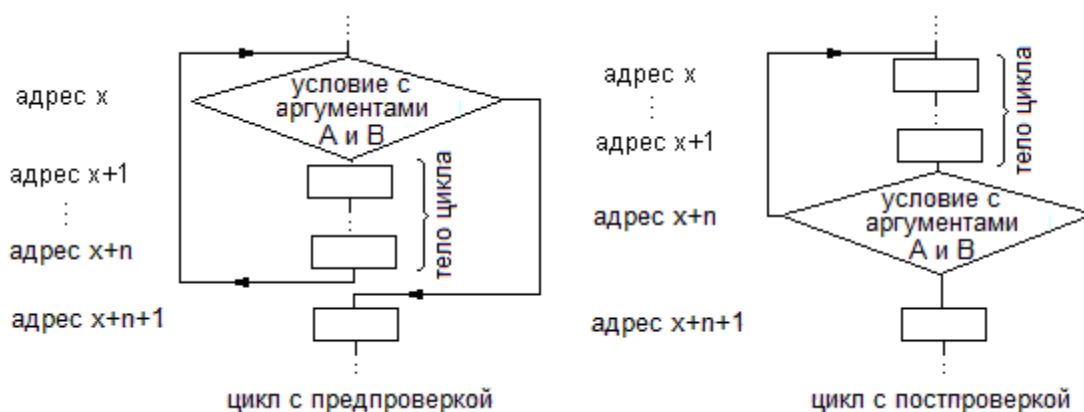 адрес x
условие с
аргументами
A и B
адрес x+1
⋮
адрес x+n
тело цикла
адрес x+n+1
цикл с предпроверкой
адрес x
⋮
адрес x+1
тело цикла
адрес x+n
условие с
аргументами
A и B
адрес x+n+1
цикл с постпроверкой